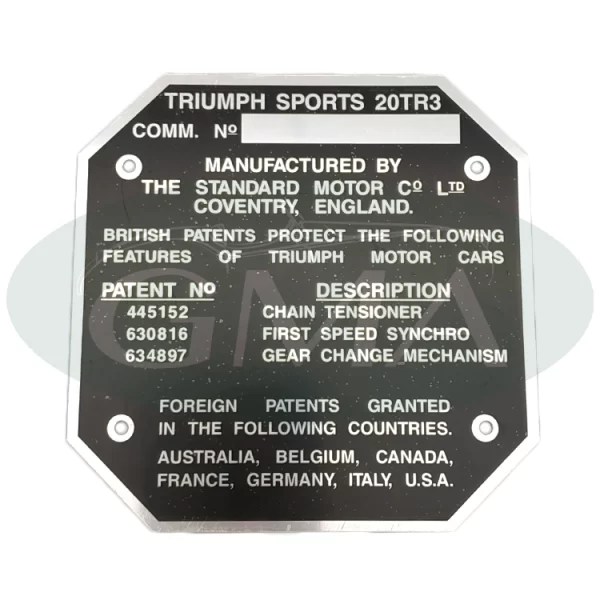 TRIUMPH SPORTS 20TR3
COMM. Nº
MANUFACTURED BY
THE STANDARD MOTOR Cº LTD
COVENTRY, ENGLAND.
BRITISH PATENTS PROTECT THE FOLLOWING
FEATURES OF TRIUMPH MOTOR CARS
PATENT Nº DESCRIPTION
445152 CHAIN TENSIONER
630816 FIRST SPEED SYNCHRO
634897 GEAR CHANGE MECHANISM
GMA
FOREIGN PATENTS GRANTED
IN THE FOLLOWING COUNTRIES.
AUSTRALIA, BELGIUM, CANADA,
FRANCE, GERMANY, ITALY, U.S.A.